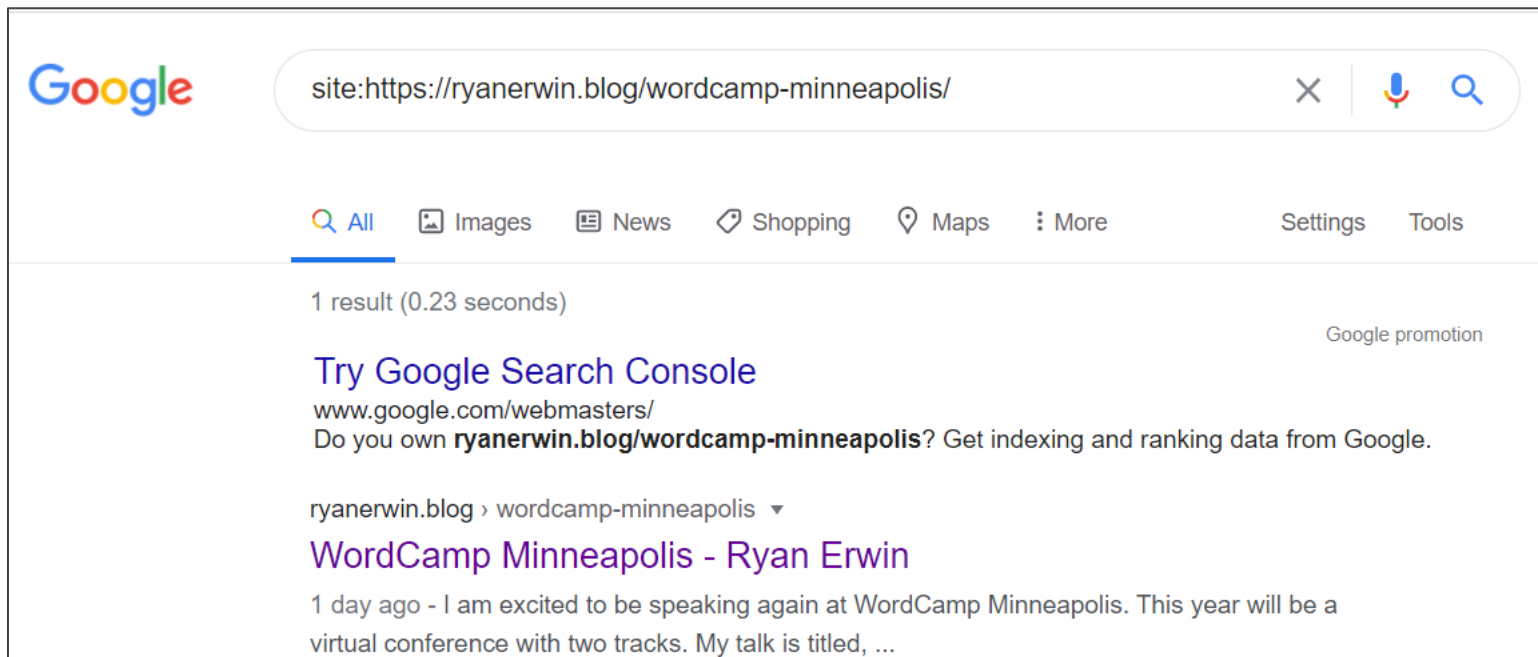 Google
site:https://ryanerwin.blog/wordcamp-minneapolis/
All Images News Shopping Maps More Settings Tools
1 result (0.23 seconds)
Google promotion
Try Google Search Console
www.google.com/webmasters/
Do you own ryanerwin.blog/wordcamp-minneapolis? Get indexing and ranking data from Google.
ryanerwin.blog › wordcamp-minneapolis
WordCamp Minneapolis - Ryan Erwin
1 day ago - I am excited to be speaking again at WordCamp Minneapolis. This year will be a
virtual conference with two tracks. My talk is titled, ...